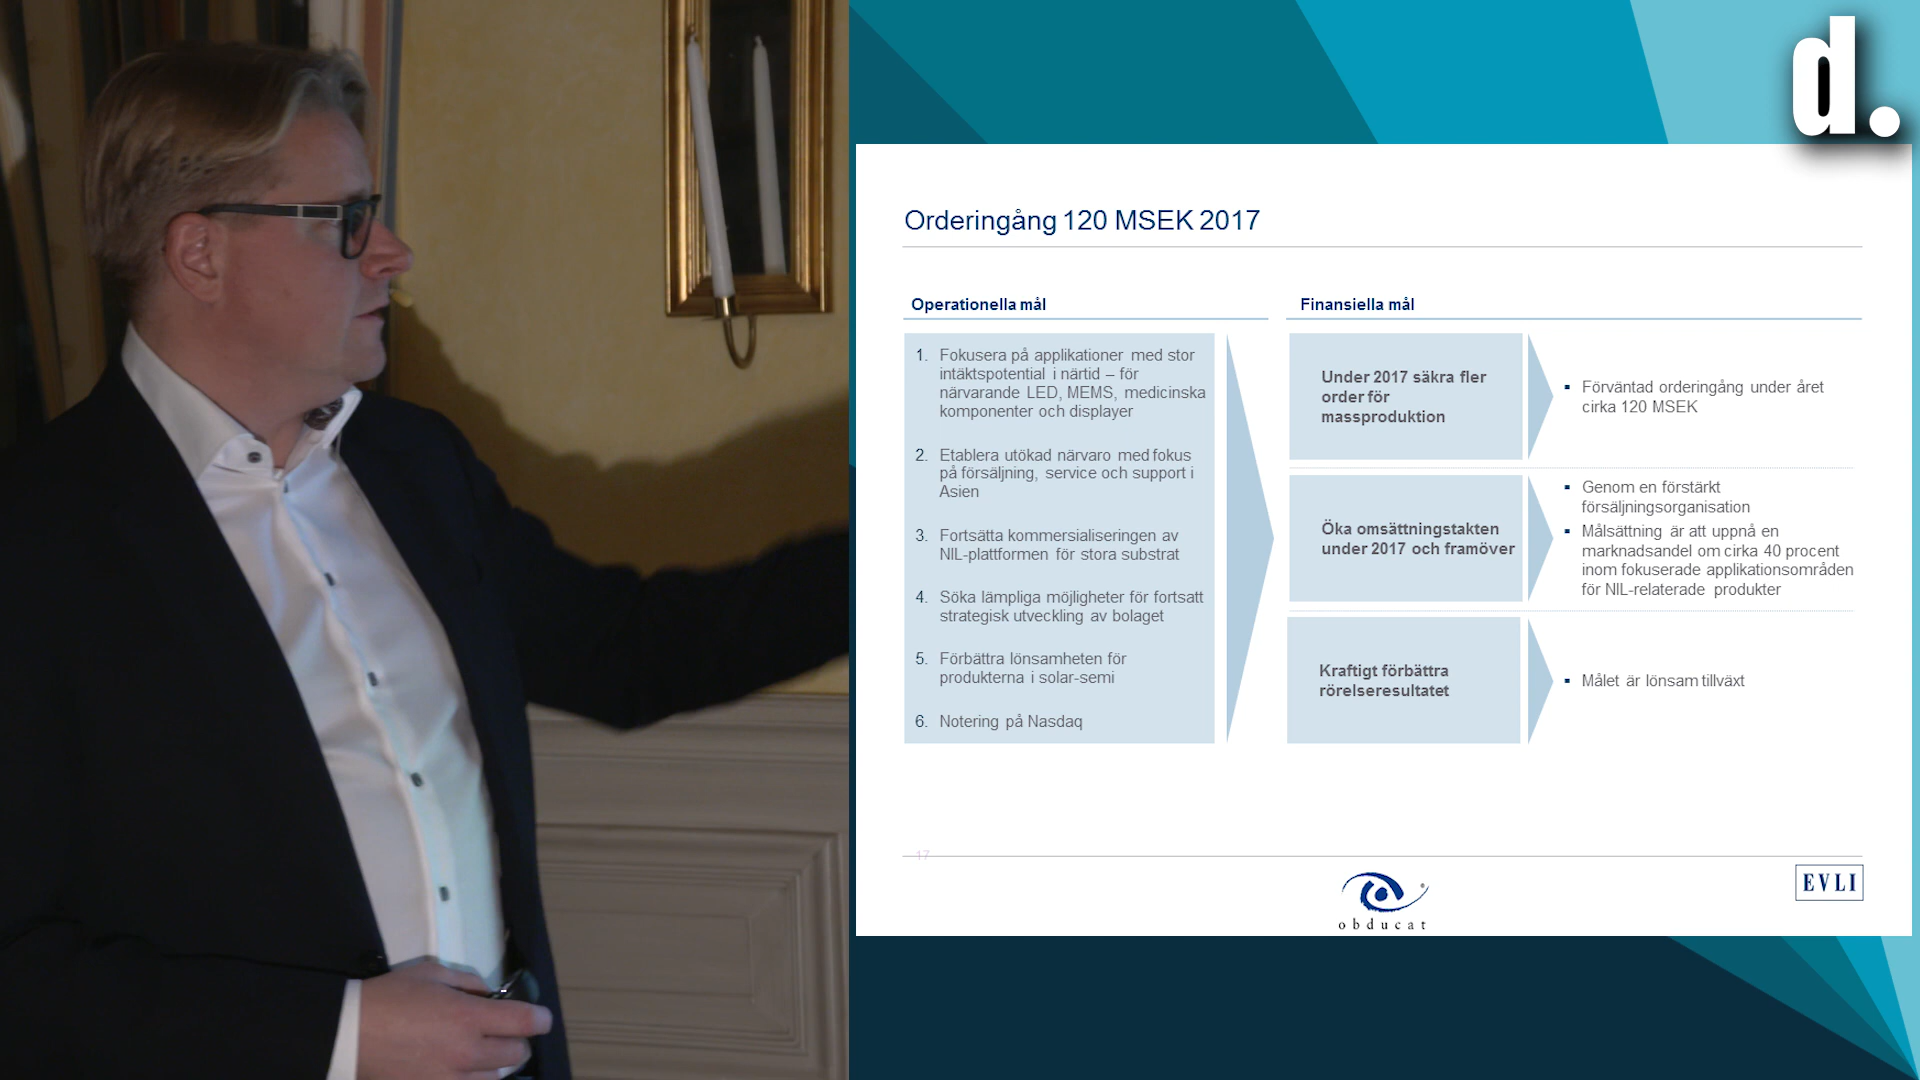 d.
Orderingång 120 MSEK 2017
Operationella mål
1. Fokusera på applikationer med stor
intäktspotential i närtid – för
närvarande LED, MEMS, medicinska
komponenter och displayer
2. Etablera utökad närvaro med fokus
på försäljning, service och support i
Asien
3. Fortsätta kommersialiseringen av
NIL-plattformen för stora substrat
4. Söka lämpliga möjligheter för fortsatt
strategisk utveckling av bolaget
5. Förbättra lönsamheten för
produkterna i solar-semi
6. Notering på Nasdaq
Finansiella mål
Under 2017 säkra fler
order för
massproduktion
▪ Förväntad orderingång under året
cirka 120 MSEK
Öka omsättningstakten
under 2017 och framöver
▪ Genom en förstärkt
försäljningsorganisation
▪ Målsättning är att uppnå en
marknadsandel om cirka 40 procent
inom fokuserade applikationsområden
för NIL-relaterade produkter
Kraftigt förbättra
rörelseresultatet
▪ Målet är lönsam tillväxt
17
obducat
EVLI